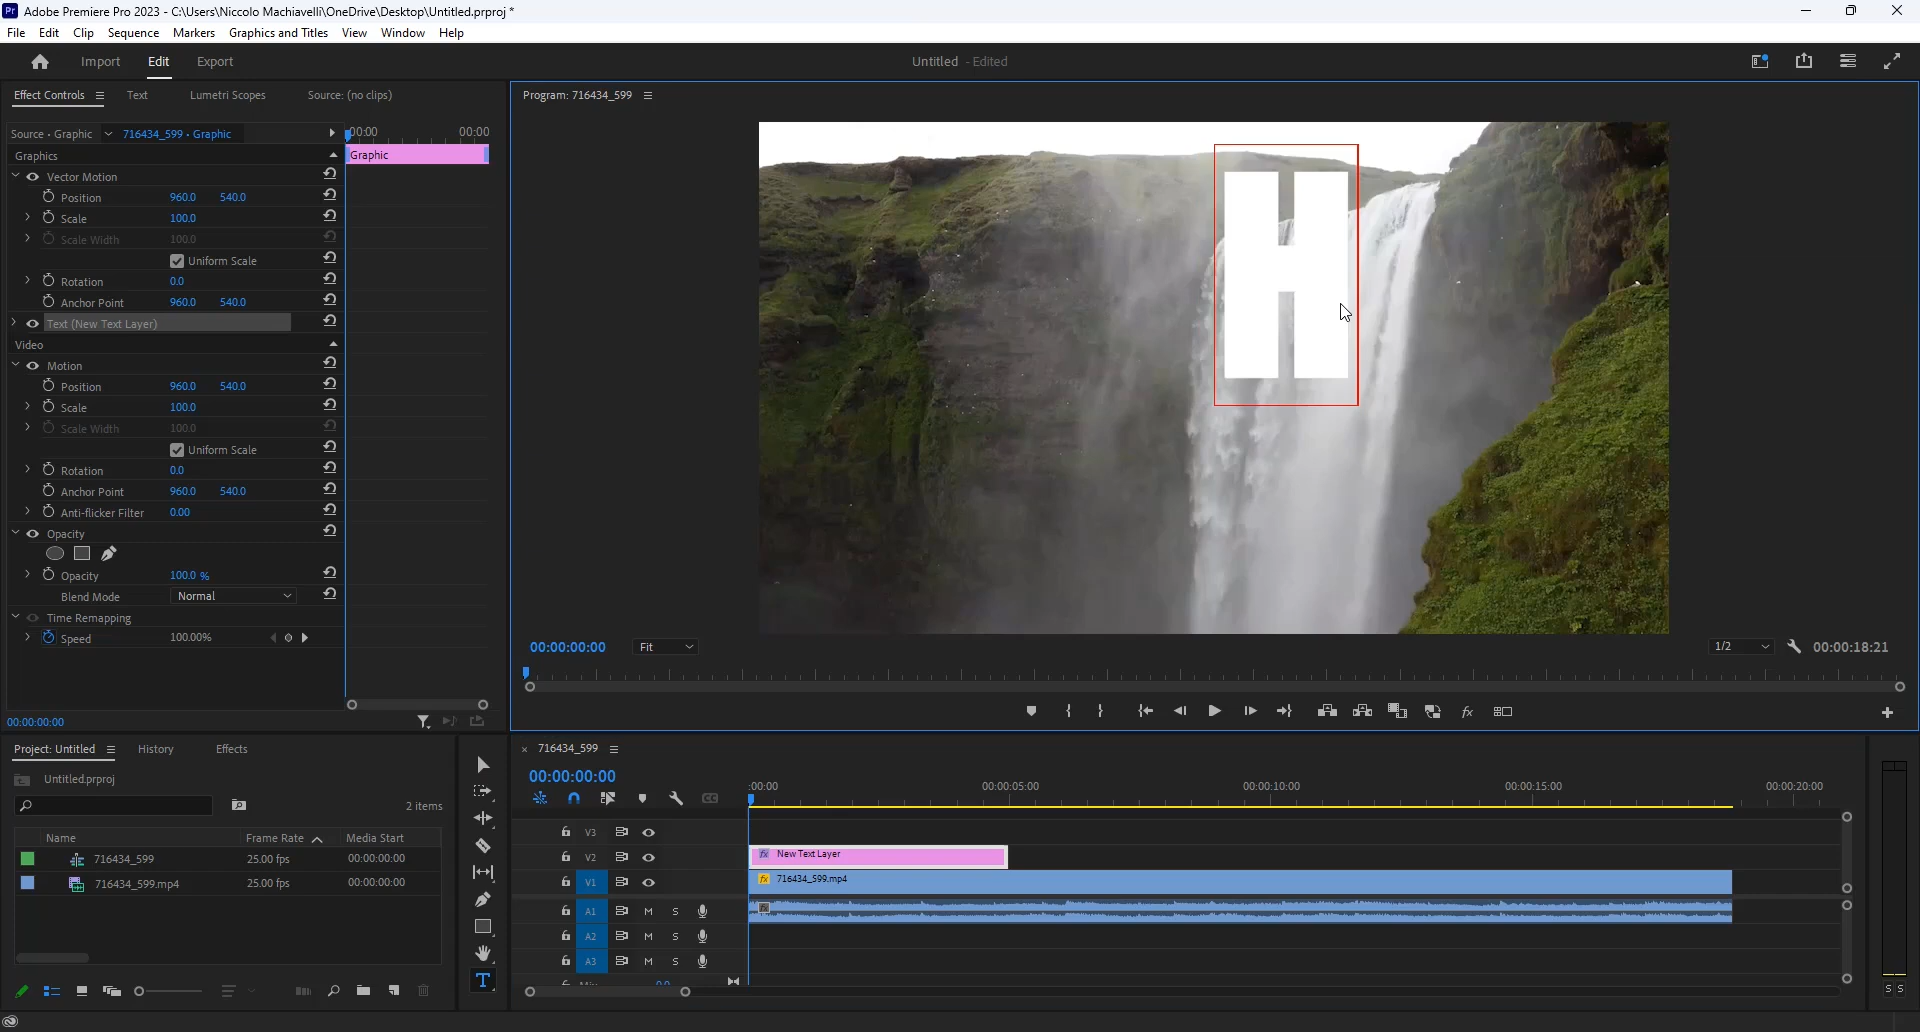 Pr Adobe Premiere Pro 2023 - C:\Users\Niccolo Machiavelli\OneDrive\Desktop\Untitled.prproj *
File Edit Clip Sequence Markers Graphics and Titles View Window Help
Import Edit Export Untitled - Edited
Effect Controls Text Lumetri Scopes Source: (no clips)
Program: 716434_599
Source · Graphic 716434_599 · Graphic
00:00 00:00
Graphics
Graphic
Vector Motion
Position 960.0 540.0
Scale 100.0
Scale Width 100.0
Uniform Scale
Rotation 0.0
Anchor Point 960.0 540.0
Text (New Text Layer)
Video
Motion
Position 960.0 540.0
Scale 100.0
Scale Width 100.0
Uniform Scale
Rotation 0.0
Anchor Point 960.0 540.0
Anti-flicker Filter 0.00
Opacity
Opacity 100.0 %
Blend Mode Normal
Time Remapping
Speed 100.00%
00:00:00:00
H
00:00:00:00 Fit 1/2 00:00:18:21
fx
Project: Untitled History Effects
Untitled.prproj
2 items
Name Frame Rate Media Start
716434_599 25.00 fps 00:00:00:00
716434_599.mp4 25.00 fps 00:00:00:00
T
× 716434_599
00:00:00:00
:00:00 00:00:05:00 00:00:10:00 00:00:15:00 00:00:20:00
V3
V2 fx New Text Layer
V1 fx 716434_599.mp4
A1 M S fx
A2 M S
A3 M S
S S